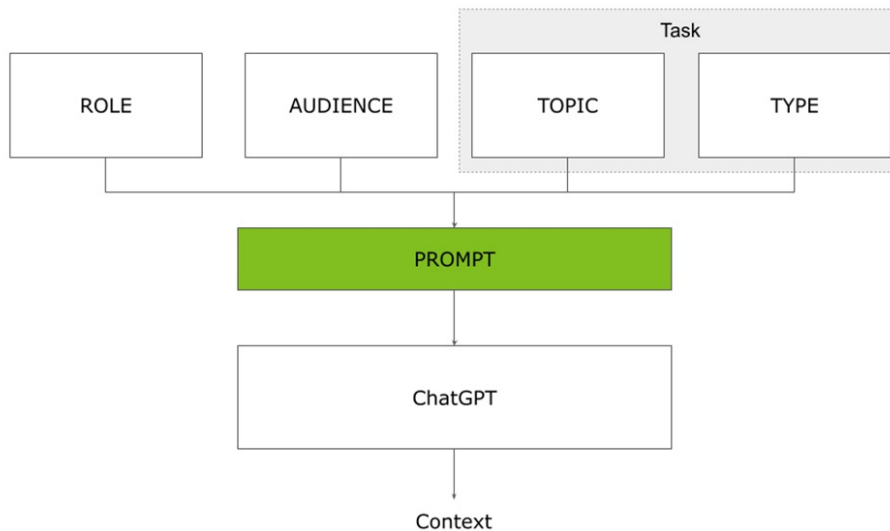 Task
ROLE
AUDIENCE
TOPIC
TYPE
PROMPT
ChatGPT
Context